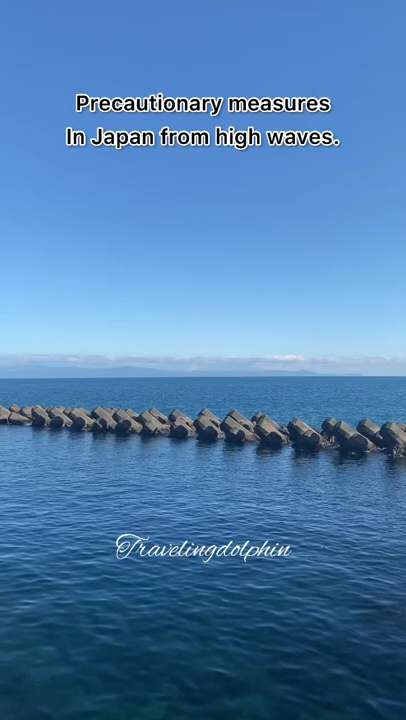 Precautionary measures
In Japan from high waves.
Travelingdolphin